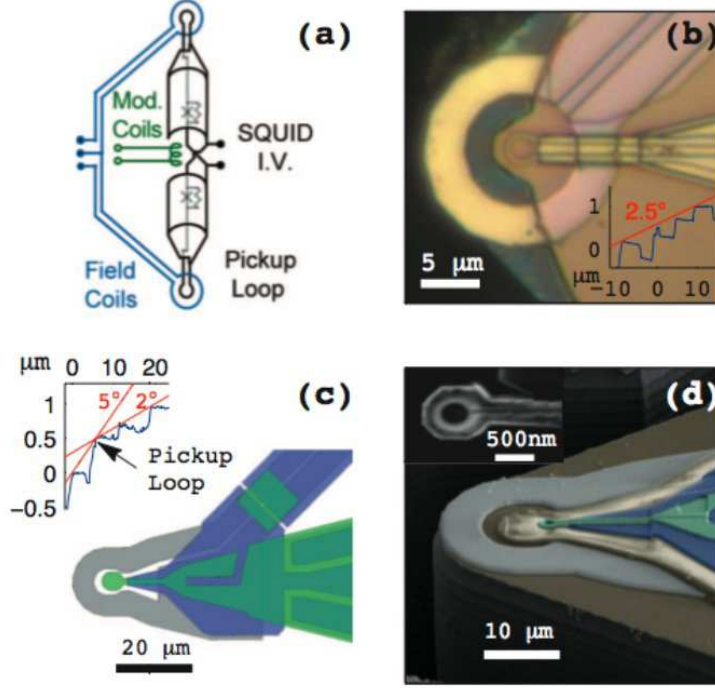 (a)
Mod.
Coils
SQUID
I.V.
Field
Coils
Pickup
Loop
(b)
5 µm
2.5°
1
0
µm
-10 0 10
(c)
µm
0 10 20
5° 2°
1
0.5
0
-0.5
Pickup
Loop
20 µm
(d)
500nm
10 µm